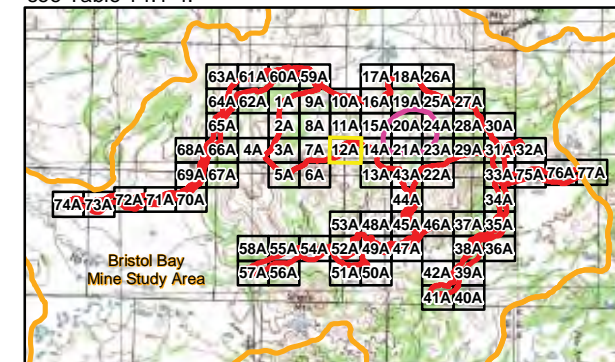 63A 61A 60A 59A 17A 18A 26A
64A 62A 1A 9A 10A 16A 19A 25A 27A
65A 2A 8A 11A 15A 20A 24A 28A 30A
68A 66A 4A 3A 7A 12A 14A 21A 23A 29A 31A 32A
69A 67A 5A 6A 13A 43A 22A 33A 75A 76A 77A
74A 73A 72A 71A 70A 44A 34A
53A 48A 45A 46A 37A 35A
58A 55A 54A 52A 49A 47A 38A 36A
Bristol Bay
Mine Study Area
57A 56A 51A 50A 42A 39A
41A 40A